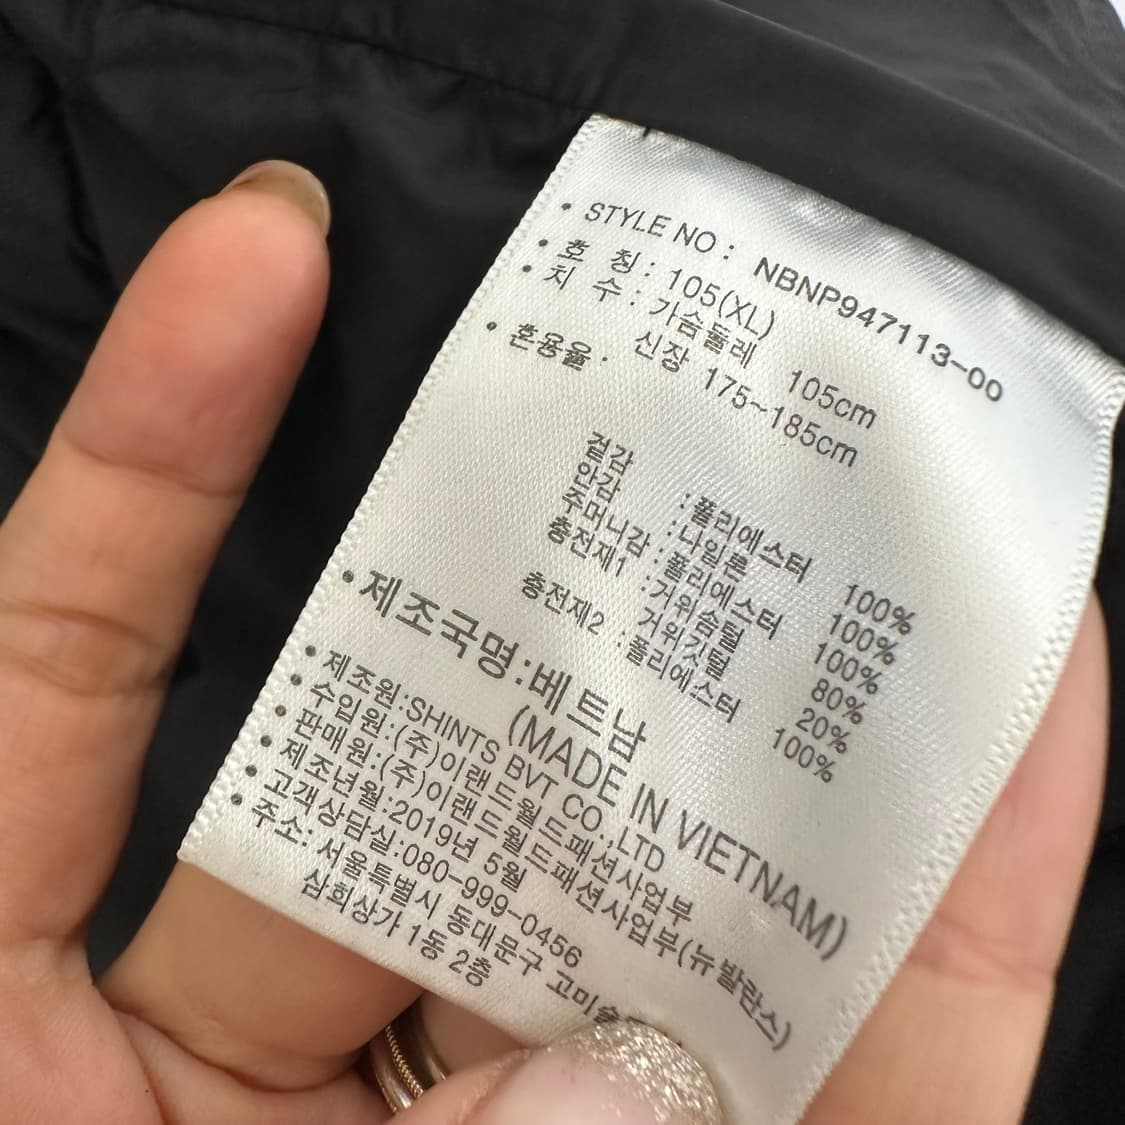 • STYLE NO : NBNP947113-00
• 호 칭 : 105(XL)
• 치 수 : 가슴둘레 105cm
신장 175~185cm
• 혼용율 :
겉감 : 폴리에스터 100%
안감 : 나일론 100%
주머니감 : 폴리에스터 100%
충전재1 : 거위솜털 80%
거위깃털 20%
충전재2 : 폴리에스터 100%
• 제조국명 : 베트남
(MADE IN VIETNAM)
• 제조원:SHINTS BVT CO.,LTD
• 수입원:(주)이랜드월드패션사업부
• 판매원:(주)이랜드월드패션사업부(뉴발란스)
• 제조년월:2019년 5월
• 고객상담실:080-999-0456
• 주소: 서울특별시 동대문구 고미술로
삼희상가 1동 2층